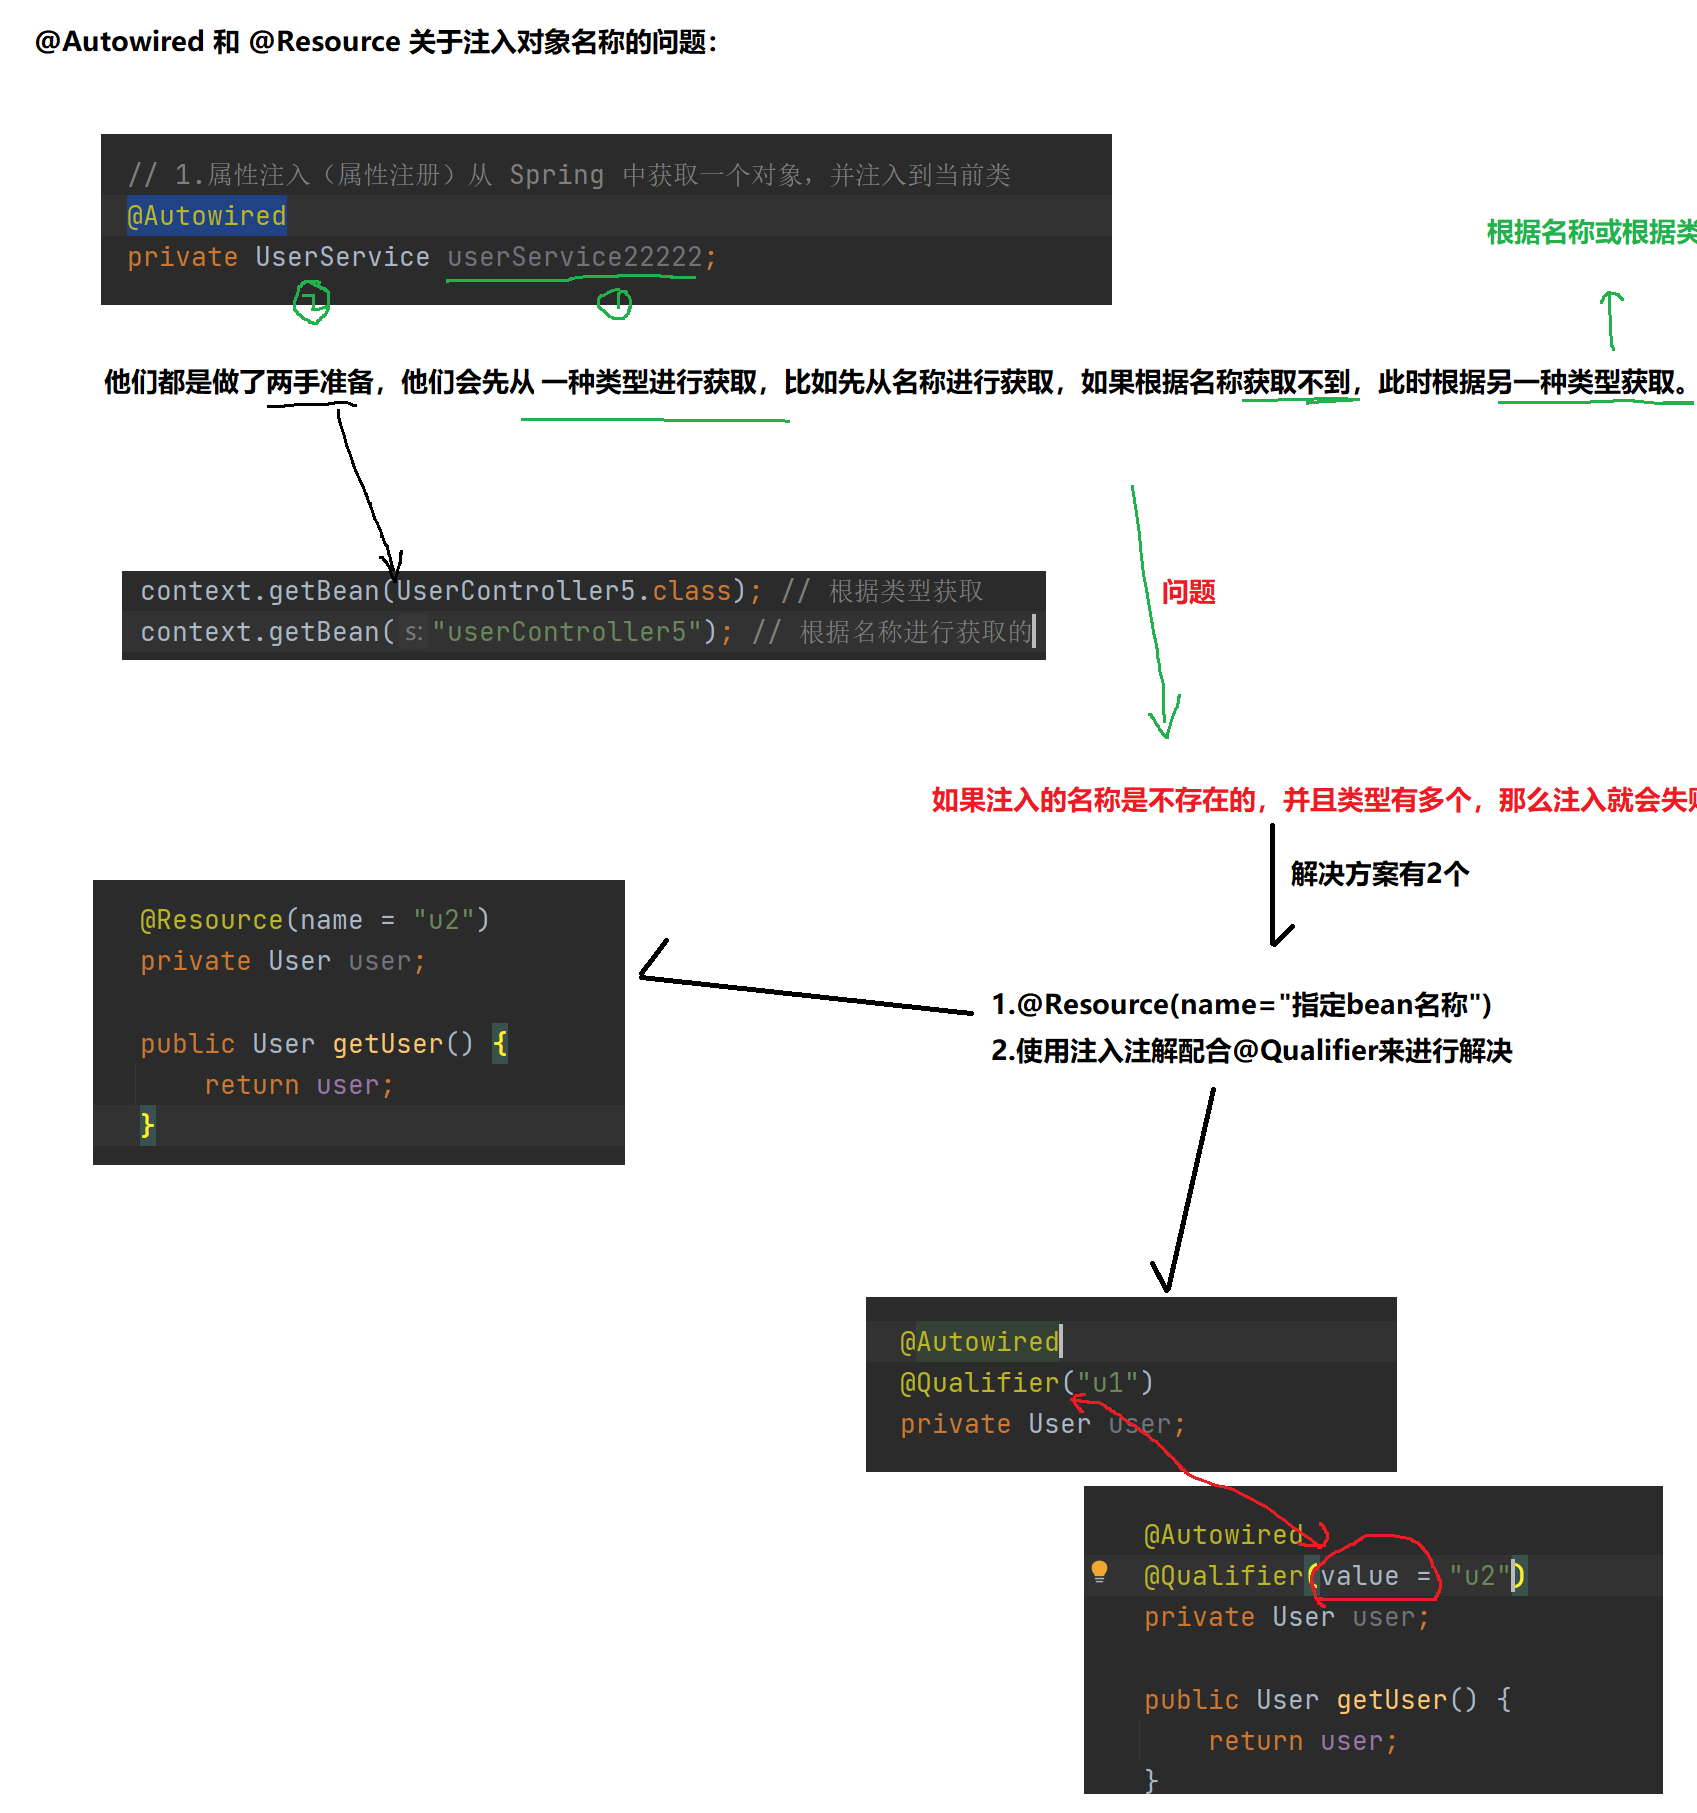 @Autowired 和 @Resource 关于注入对象名称的问题：
// 1.属性注入（属性注册）从 Spring 中获取一个对象，并注入到当前类
@Autowired
private UserService userService22222;
2 1
根据名称或根据类
他们都是做了两手准备，他们会先从 一种类型进行获取，比如先从名称进行获取，如果根据名称获取不到，此时根据另一种类型获取。
context.getBean(UserController5.class); // 根据类型获取
context.getBean( s: "userController5"); // 根据名称进行获取的
问题
如果注入的名称是不存在的，并且类型有多个，那么注入就会失败
解决方案有2个
@Resource(name = "u2")
private User user;
public User getUser() {
return user;
}
1.@Resource(name="指定bean名称")
2.使用注入注解配合@Qualifier来进行解决
@Autowired
@Qualifier("u1")
private User user;
@Autowired
@Qualifier(value = "u2")
private User user;
public User getUser() {
return user;
}